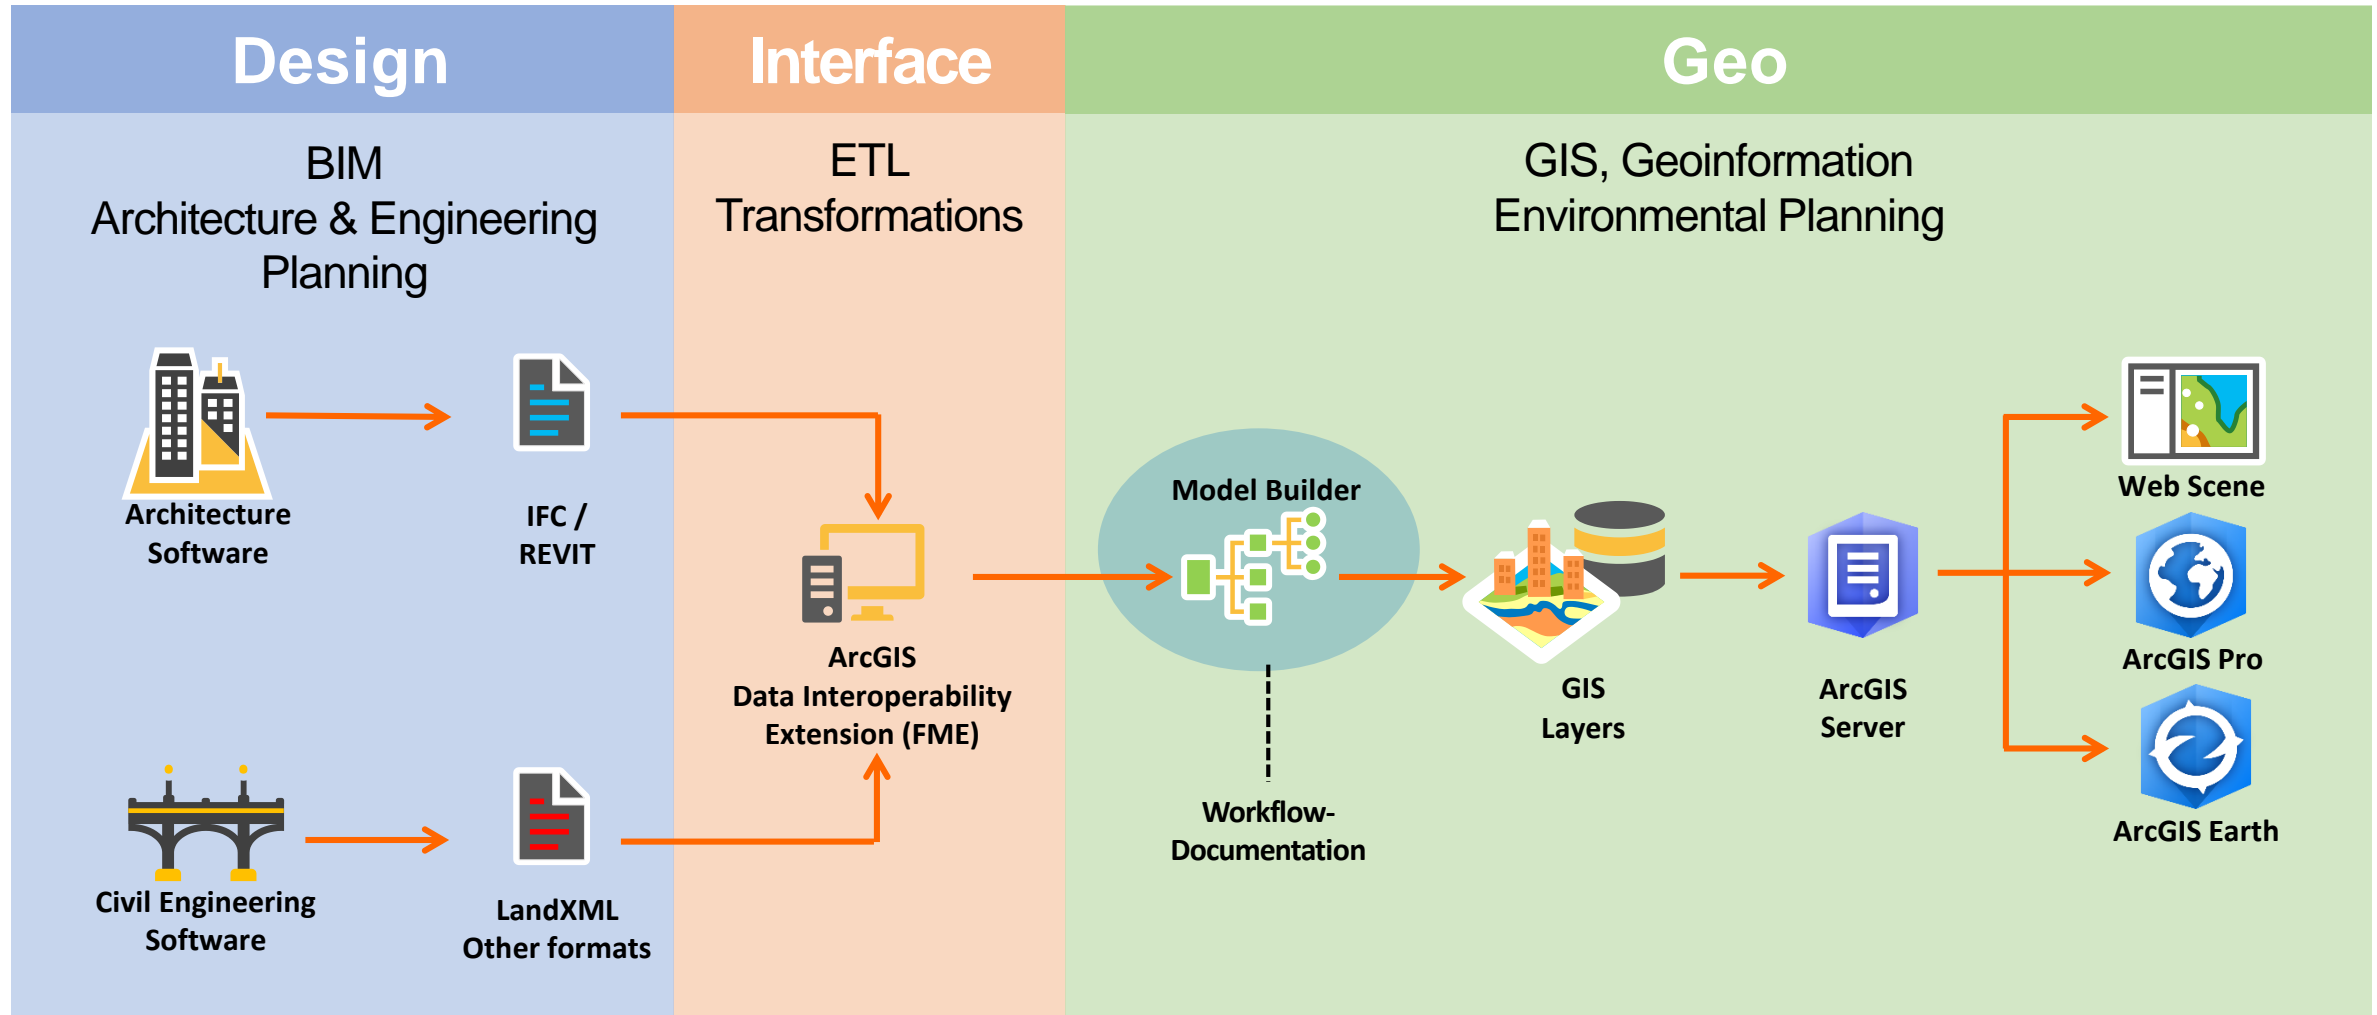 Design
Interface
Geo
BIM
Architecture & Engineering
Planning
ETL
Transformations
GIS, Geoinformation
Environmental Planning
Architecture
Software
IFC /
REVIT
Civil Engineering
Software
LandXML
Other formats
ArcGIS
Data Interoperability
Extension (FME)
Model Builder
Workflow-
Documentation
GIS
Layers
ArcGIS
Server
Web Scene
ArcGIS Pro
ArcGIS Earth